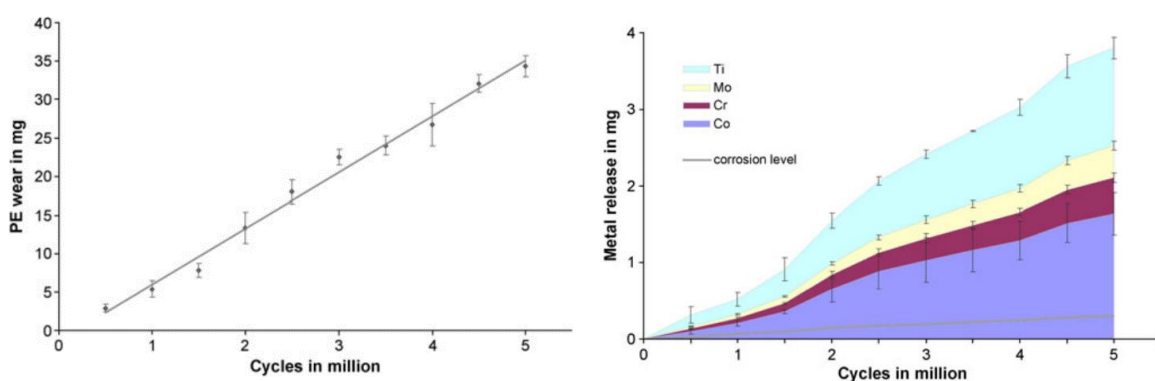 PE wear in mg
40
35
30
25
20
15
10
5
0
0 1 2 3 4 5
Cycles in million
Metal release in mg
4
3
2
1
0
Ti
Mo
Cr
Co
corrosion level
0 1 2 3 4 5
Cycles in million